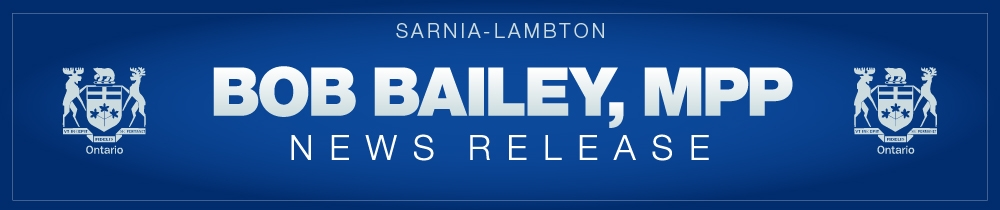 SARNIA-LAMBTON
BOB BAILEY, MPP
NEWS RELEASE
Ontario
Ontario